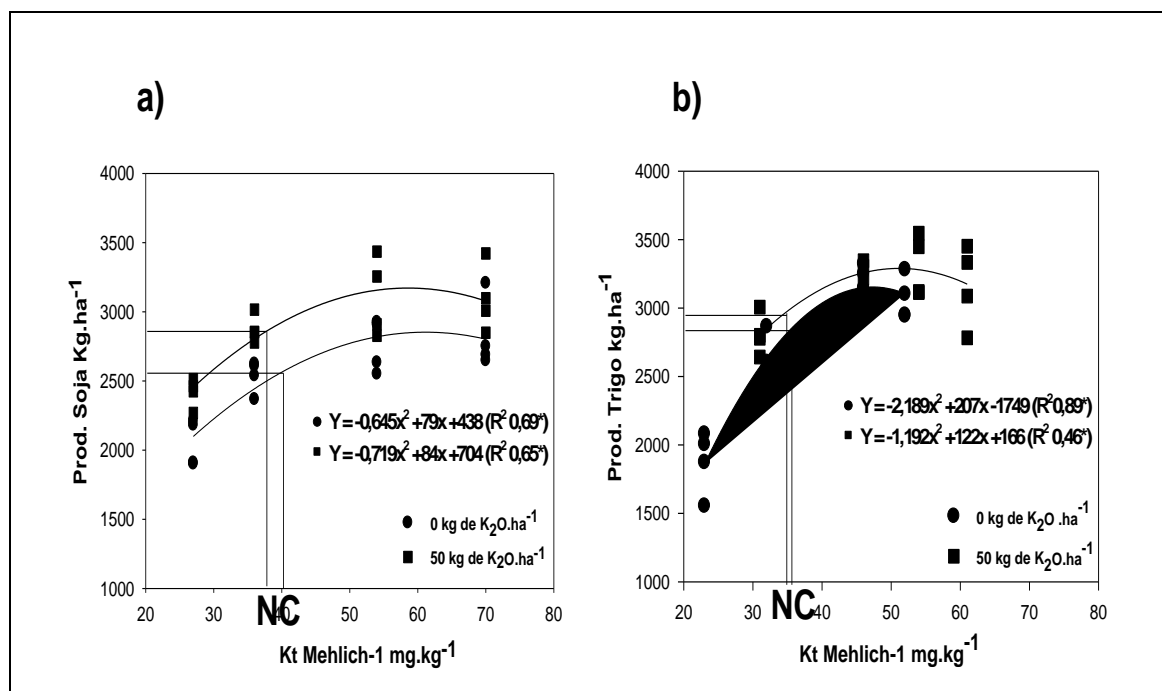 a)
Prod. Soja Kg.ha-1
4000
3500
3000
2500
2000
1500
1000
Y = -0,645x2 +79x +438 (R2 0,69*)
Y = -0,719x2 + 84x + 704 (R2 0,65*)
0 kg de K2O.ha-1
50 kg de K2O.ha-1
20 30 40 50 60 70 80
NC
Kt Mehlich-1 mg.kg-1
b)
Prod. Trigo kg.ha-1
4000
3500
3000
2500
2000
1500
1000
Y = -2,189x2 +207x -1749 (R2 0,89*)
Y = -1,192x2 + 122x + 166 (R2 0,46*)
0 kg de K2O .ha-1
50 kg de K2O.ha-1
20 30 40 50 60 70 80
NC
Kt Mehlich-1 mg.kg-1